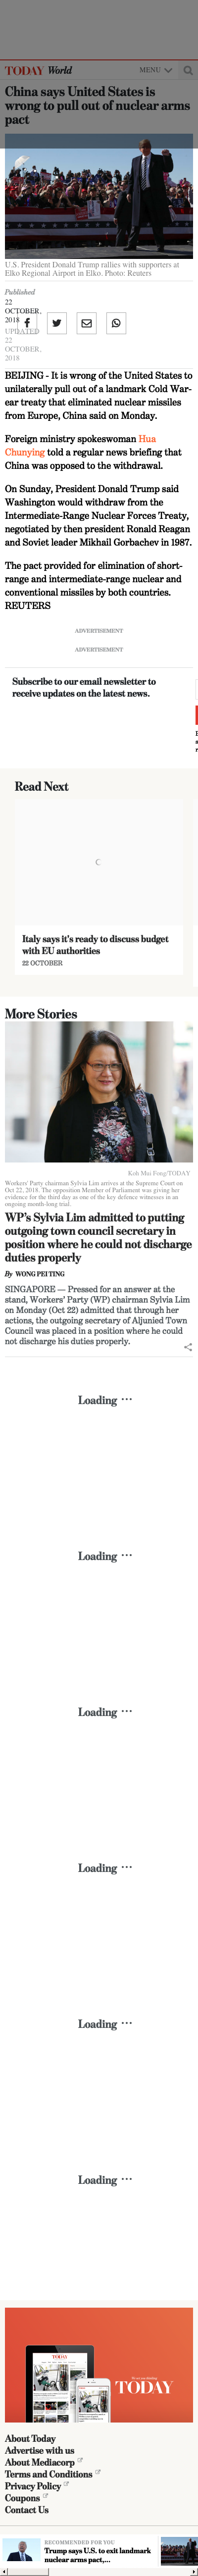 TODAY World
MENU
China says United States is
wrong to pull out of nuclear arms
pact
U.S. President Donald Trump rallies with supporters at
Elko Regional Airport in Elko. Photo: Reuters
Published
22
OCTOBER,
2018
UPDATED
22
OCTOBER,
2018
BEIJING - It is wrong of the United States to
unilaterally pull out of a landmark Cold War-
ear treaty that eliminated nuclear missiles
from Europe, China said on Monday.
Foreign ministry spokeswoman Hua
Chunying told a regular news briefing that
China was opposed to the withdrawal.
On Sunday, President Donald Trump said
Washington would withdraw from the
Intermediate-Range Nuclear Forces Treaty,
negotiated by then president Ronald Reagan
and Soviet leader Mikhail Gorbachev in 1987.
The pact provided for elimination of short-
range and intermediate-range nuclear and
conventional missiles by both countries.
REUTERS
ADVERTISEMENT
ADVERTISEMENT
Subscribe to our email newsletter to
receive updates on the latest news.
Read Next
Italy says it's ready to discuss budget
with EU authorities
22 OCTOBER
More Stories
Koh Mui Fong/TODAY
Workers' Party chairman Sylvia Lim arrives at the Supreme Court on
Oct 22, 2018. The opposition Member of Parliament was giving her
evidence for the third day as one of the key defence witnesses in an
ongoing month-long trial.
WP's Sylvia Lim admitted to putting
outgoing town council secretary in
position where he could not discharge
duties properly
By WONG PEI TING
SINGAPORE — Pressed for an answer at the
stand, Workers' Party (WP) chairman Sylvia Lim
on Monday (Oct 22) admitted that through her
actions, the outgoing secretary of Aljunied Town
Council was placed in a position where he could
not discharge his duties properly.
Loading ...
Loading ...
Loading ...
Loading ...
Loading ...
Loading ...
TODAY
About Today
Advertise with us
About Mediacorp
Terms and Conditions
Privacy Policy
Coupons
Contact Us
RECOMMENDED FOR YOU
Trump says U.S. to exit landmark
nuclear arms pact,...